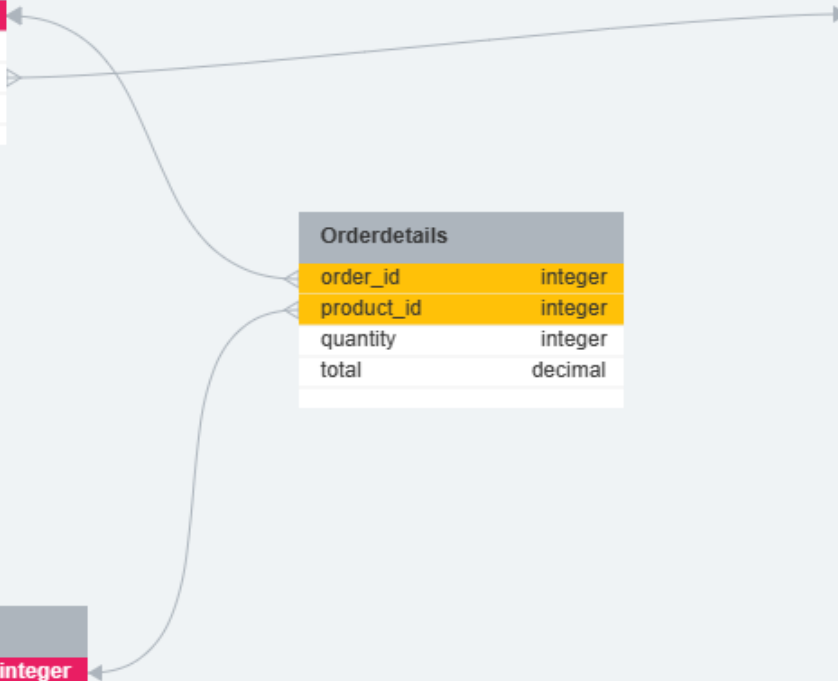 Orderdetails
order_id integer
product_id integer
quantity integer
total decimal
integer